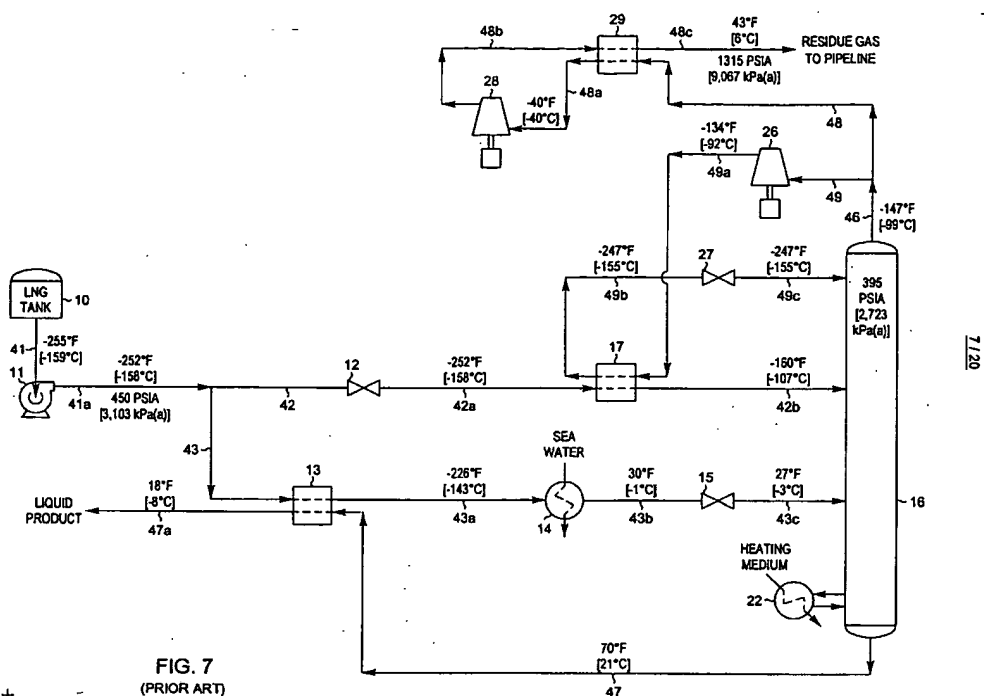 29
48b
48c
43°F
[6°C]
RESIDUE GAS
TO PIPELINE
1315 PSIA
[9,067 kPa(a)]
28
48a
-40°F
[-40°C]
48
-134°F
[-92°C]
26
49a
49
46
-147°F
[-99°C]
-247°F
[-155°C]
27
-247°F
[-155°C]
49b
49c
395
PSIA
[2,723
kPa(a)]
LNG
TANK
10
7 / 20
41
-255°F
[-159°C]
11
-252°F
[-158°C]
12
-252°F
[-158°C]
17
-160°F
[-107°C]
41a
450 PSIA
[3,103 kPa(a)]
42
42a
42b
43
SEA
WATER
13
-226°F
[-143°C]
30°F
[-1°C]
15
27°F
[-3°C]
18°F
[-8°C]
LIQUID
PRODUCT
47a
43a
14
43b
43c
16
HEATING
MEDIUM
22
70°F
[21°C]
47
FIG. 7
(PRIOR ART)